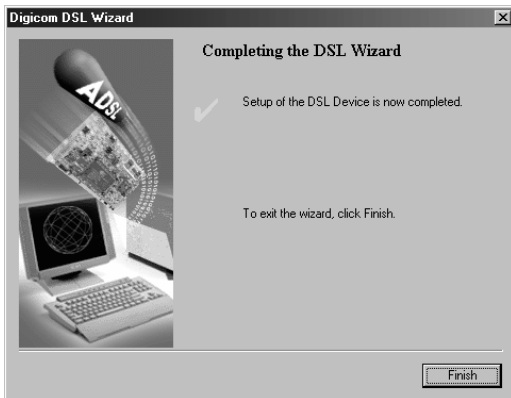 Digicom DSL Wizard
Completing the DSL Wizard
ADSL
Setup of the DSL Device is now completed.
To exit the wizard, click Finish.
Finish